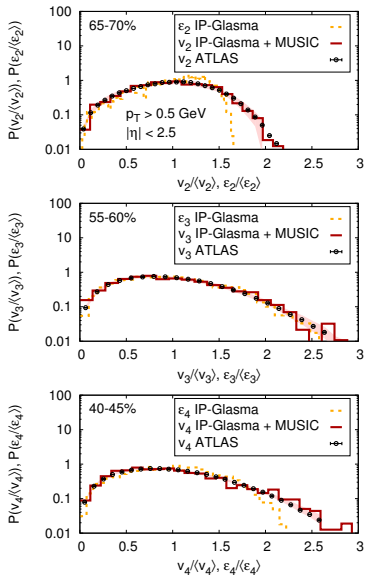 65-70%
ε2 IP-Glasma
v2 IP-Glasma + MUSIC
v2 ATLAS
pT > 0.5 GeV
|η| < 2.5
P(v2/⟨v2⟩), P(ε2/⟨ε2⟩)
100
10
1.0
0.1
0.01
0 0.5 1 1.5 2 2.5 3
v2/⟨v2⟩, ε2/⟨ε2⟩
55-60%
ε3 IP-Glasma
v3 IP-Glasma + MUSIC
v3 ATLAS
P(v3/⟨v3⟩), P(ε3/⟨ε3⟩)
100
10
1
0.1
0.01
0 0.5 1 1.5 2 2.5 3
v3/⟨v3⟩, ε3/⟨ε3⟩
40-45%
ε4 IP-Glasma
v4 IP-Glasma + MUSIC
v4 ATLAS
P(v4/⟨v4⟩), P(ε4/⟨ε4⟩)
100
10
1
0.1
0.01
0 0.5 1 1.5 2 2.5 3
v4/⟨v4⟩, ε4/⟨ε4⟩